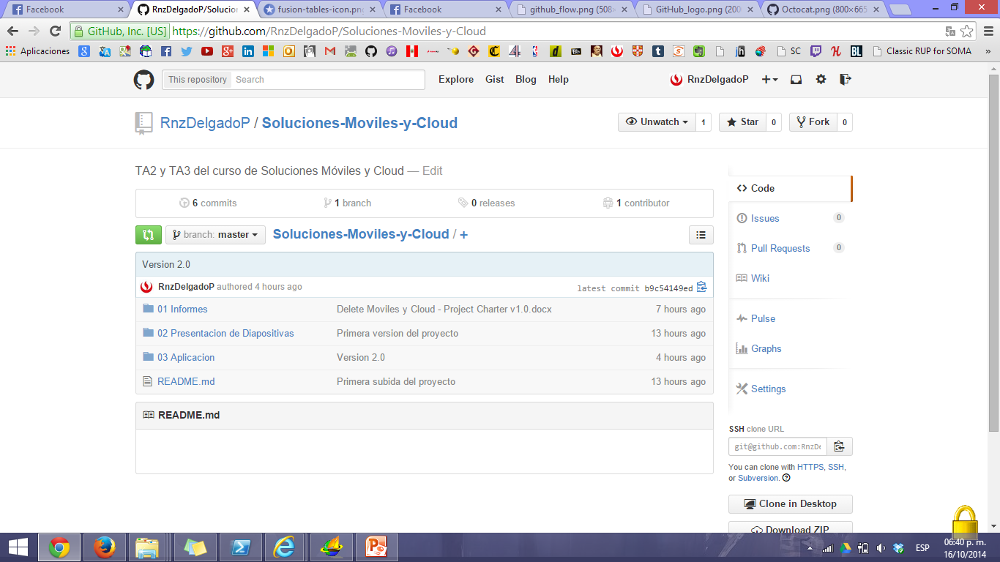 Facebook
RnzDelgadoP/Solucion
fusion-tables-icon.png
Facebook
github_flow.png (508×
GitHub_logo.png (200
Octocat.png (800×665
GitHub, Inc. [US] https://github.com/RnzDelgadoP/Soluciones-Moviles-y-Cloud
Aplicaciones
SC
Classic RUP for SOMA
»
This repository Search
Explore Gist Blog Help
RnzDelgadoP
RnzDelgadoP / Soluciones-Moviles-y-Cloud
Unwatch 1
Star 0
Fork 0
TA2 y TA3 del curso de Soluciones Móviles y Cloud — Edit
6 commits 1 branch 0 releases 1 contributor
branch: master Soluciones-Moviles-y-Cloud / +
Version 2.0
RnzDelgadoP authored 4 hours ago latest commit b9c54149ed
01 Informes Delete Moviles y Cloud - Project Charter v1.0.docx 7 hours ago
02 Presentacion de Diapositivas Primera version del proyecto 13 hours ago
03 Aplicacion Version 2.0 4 hours ago
README.md Primera subida del proyecto 13 hours ago
README.md
Code
Issues 0
Pull Requests 0
Wiki
Pulse
Graphs
Settings
SSH clone URL
git@github.com:RnzDe
You can clone with HTTPS, SSH,
or Subversion.
Clone in Desktop
Download ZIP
ESP
06:40 p. m.
16/10/2014